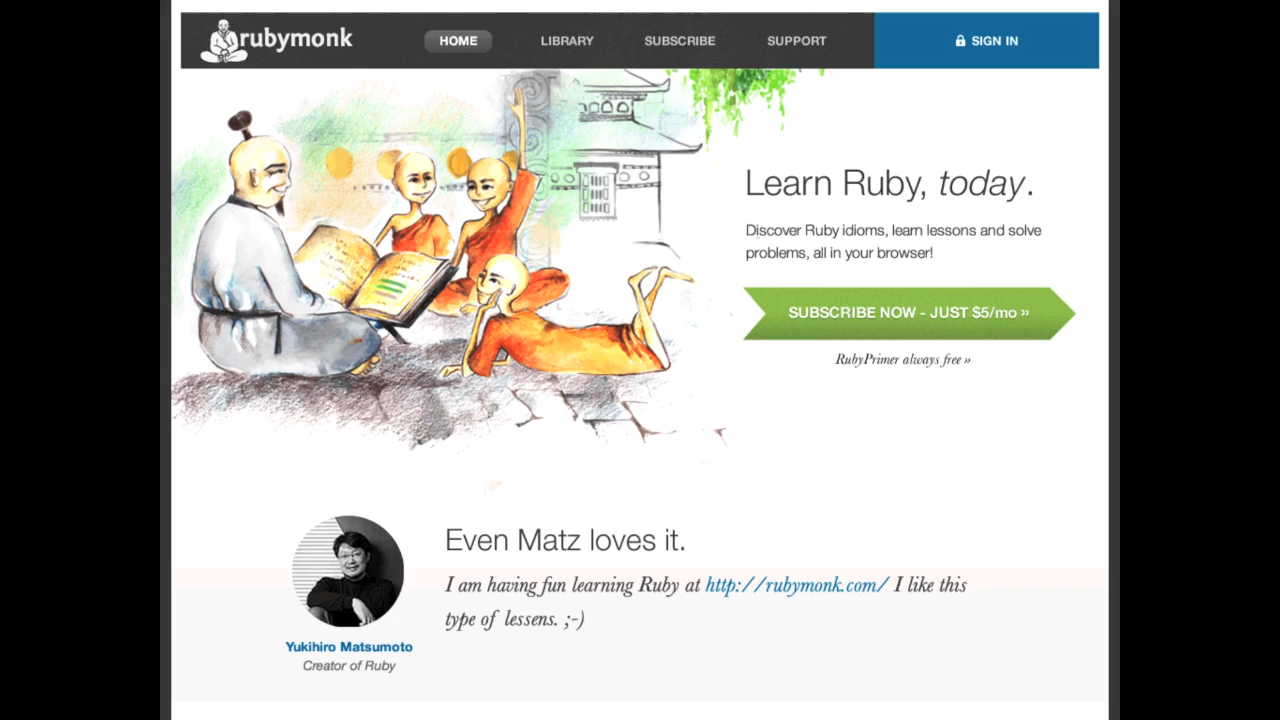 rubymonk
HOME
LIBRARY
SUBSCRIBE
SUPPORT
SIGN IN
Learn Ruby, today.
Discover Ruby idioms, learn lessons and solve
problems, all in your browser!
SUBSCRIBE NOW - JUST $5/mo »
RubyPrimer always free »
Even Matz loves it.
I am having fun learning Ruby at http://rubymonk.com/ I like this
type of lessens. ;-)
Yukihiro Matsumoto
Creator of Ruby